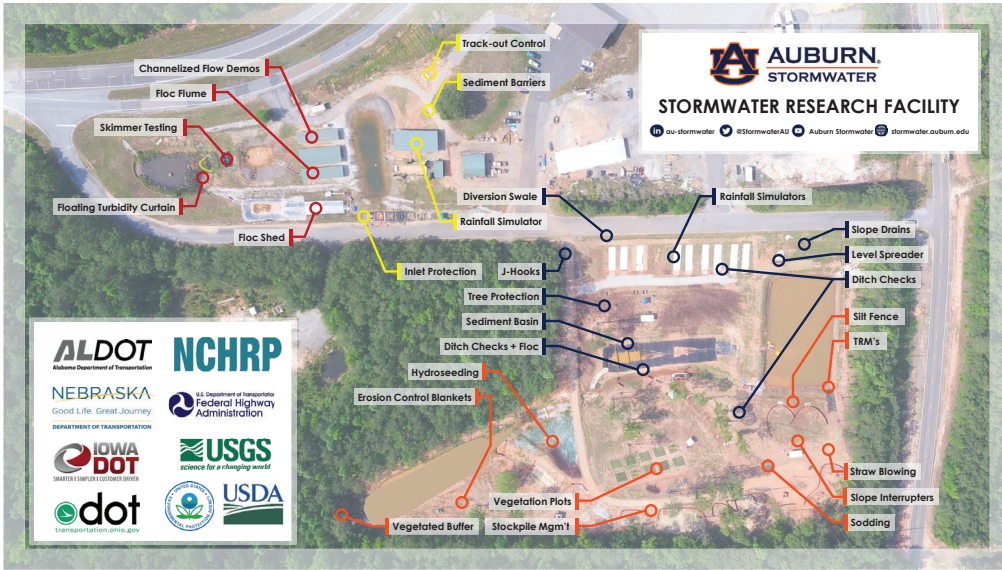 Track-out Control
Channelized Flow Demos
Sediment Barriers
Floc Flume
Skimmer Testing
Floating Turbidity Curtain
Rainfall Simulator
Floc Shed
Inlet Protection
AUBURN
STORMWATER
STORMWATER RESEARCH FACILITY
in au-stormwater @StormwaterAU Auburn Stormwater stormwater.auburn.edu
Diversion Swale
Rainfall Simulators
Slope Drains
Level Spreader
J-Hooks
Ditch Checks
Tree Protection
Sediment Basin
Silt Fence
Ditch Checks + Floc
TRM's
Hydroseeding
Erosion Control Blankets
Straw Blowing
Vegetation Plots
Slope Interrupters
Vegetated Buffer
Stockpile Mgm't
Sodding
ALDOT
Alabama Department of Transportation
NCHRP
NEBRASKA
Good Life. Great Journey.
DEPARTMENT OF TRANSPORTATION
U.S. Department of Transportation
Federal Highway
Administration
IOWA
DOT
SMARTER I SIMPLER I CUSTOMER DRIVEN
USGS
science for a changing world
dot
transportation.ohio.gov
USDA